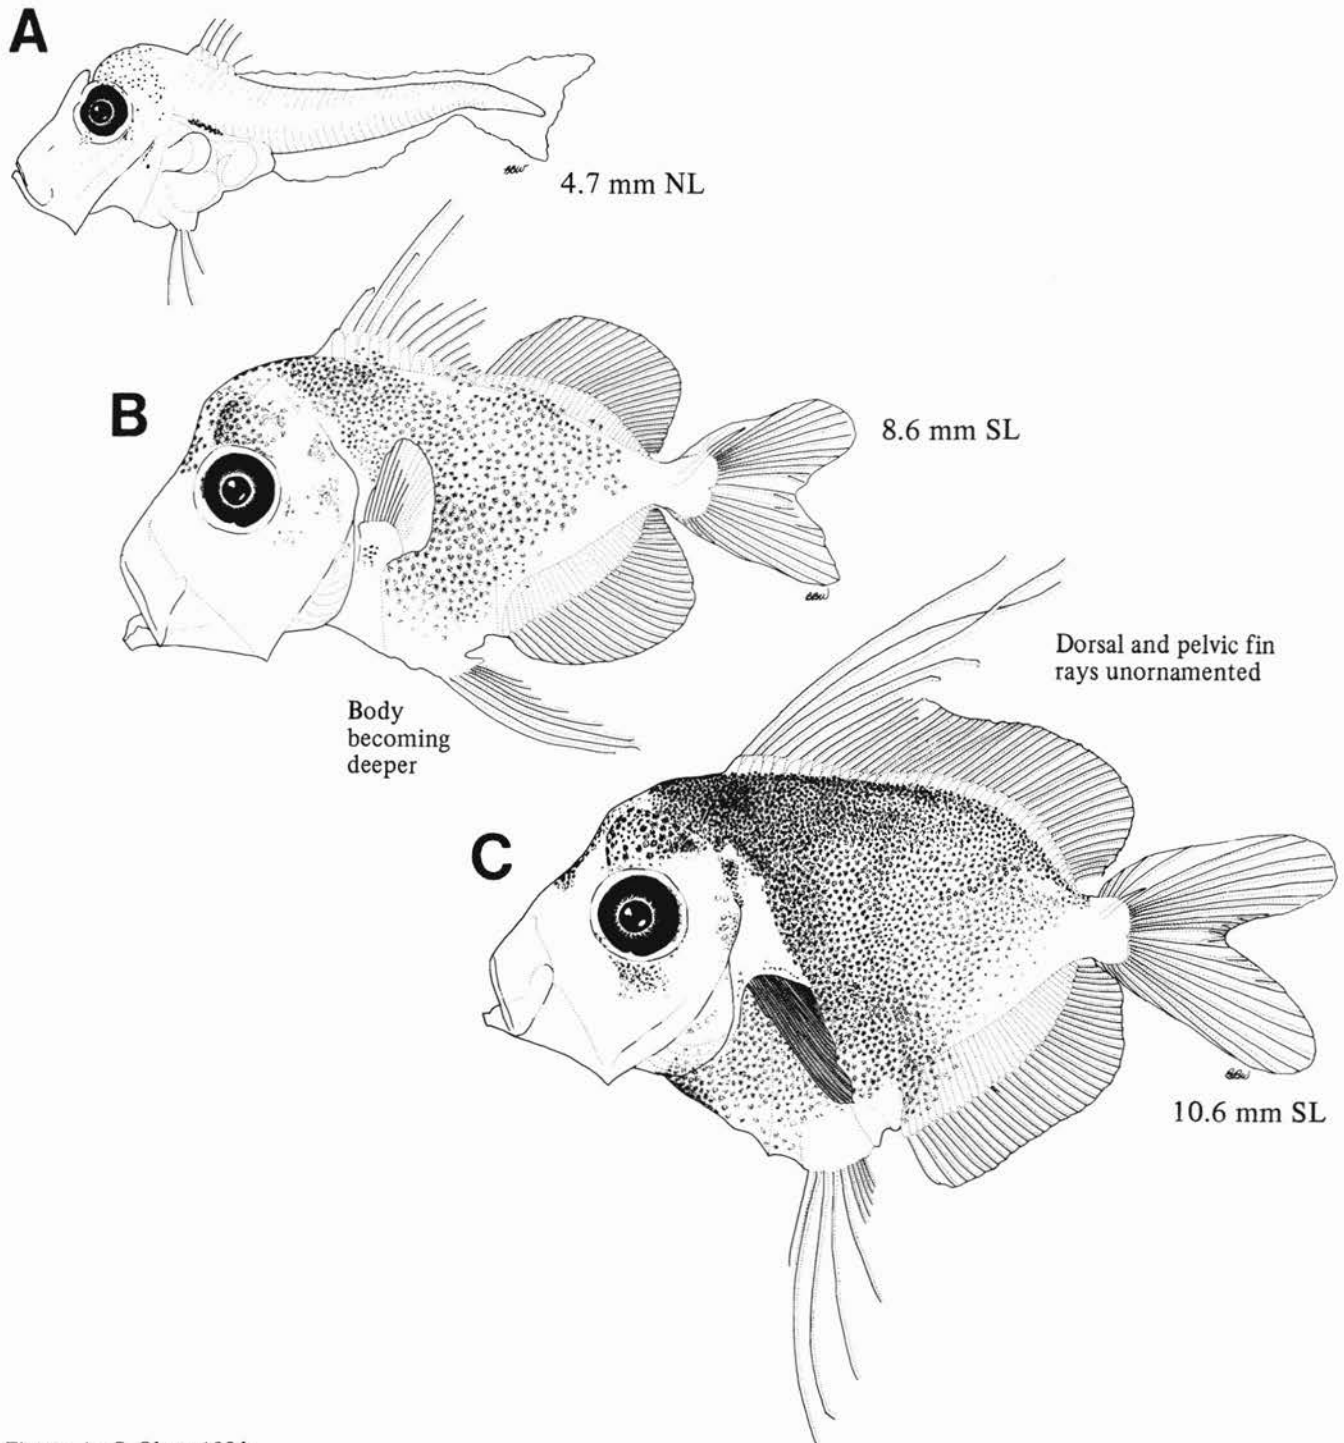 A
4.7 mm NL
B
8.6 mm SL
Body
becoming
deeper
Dorsal and pelvic fin
rays unornamented
C
10.6 mm SL